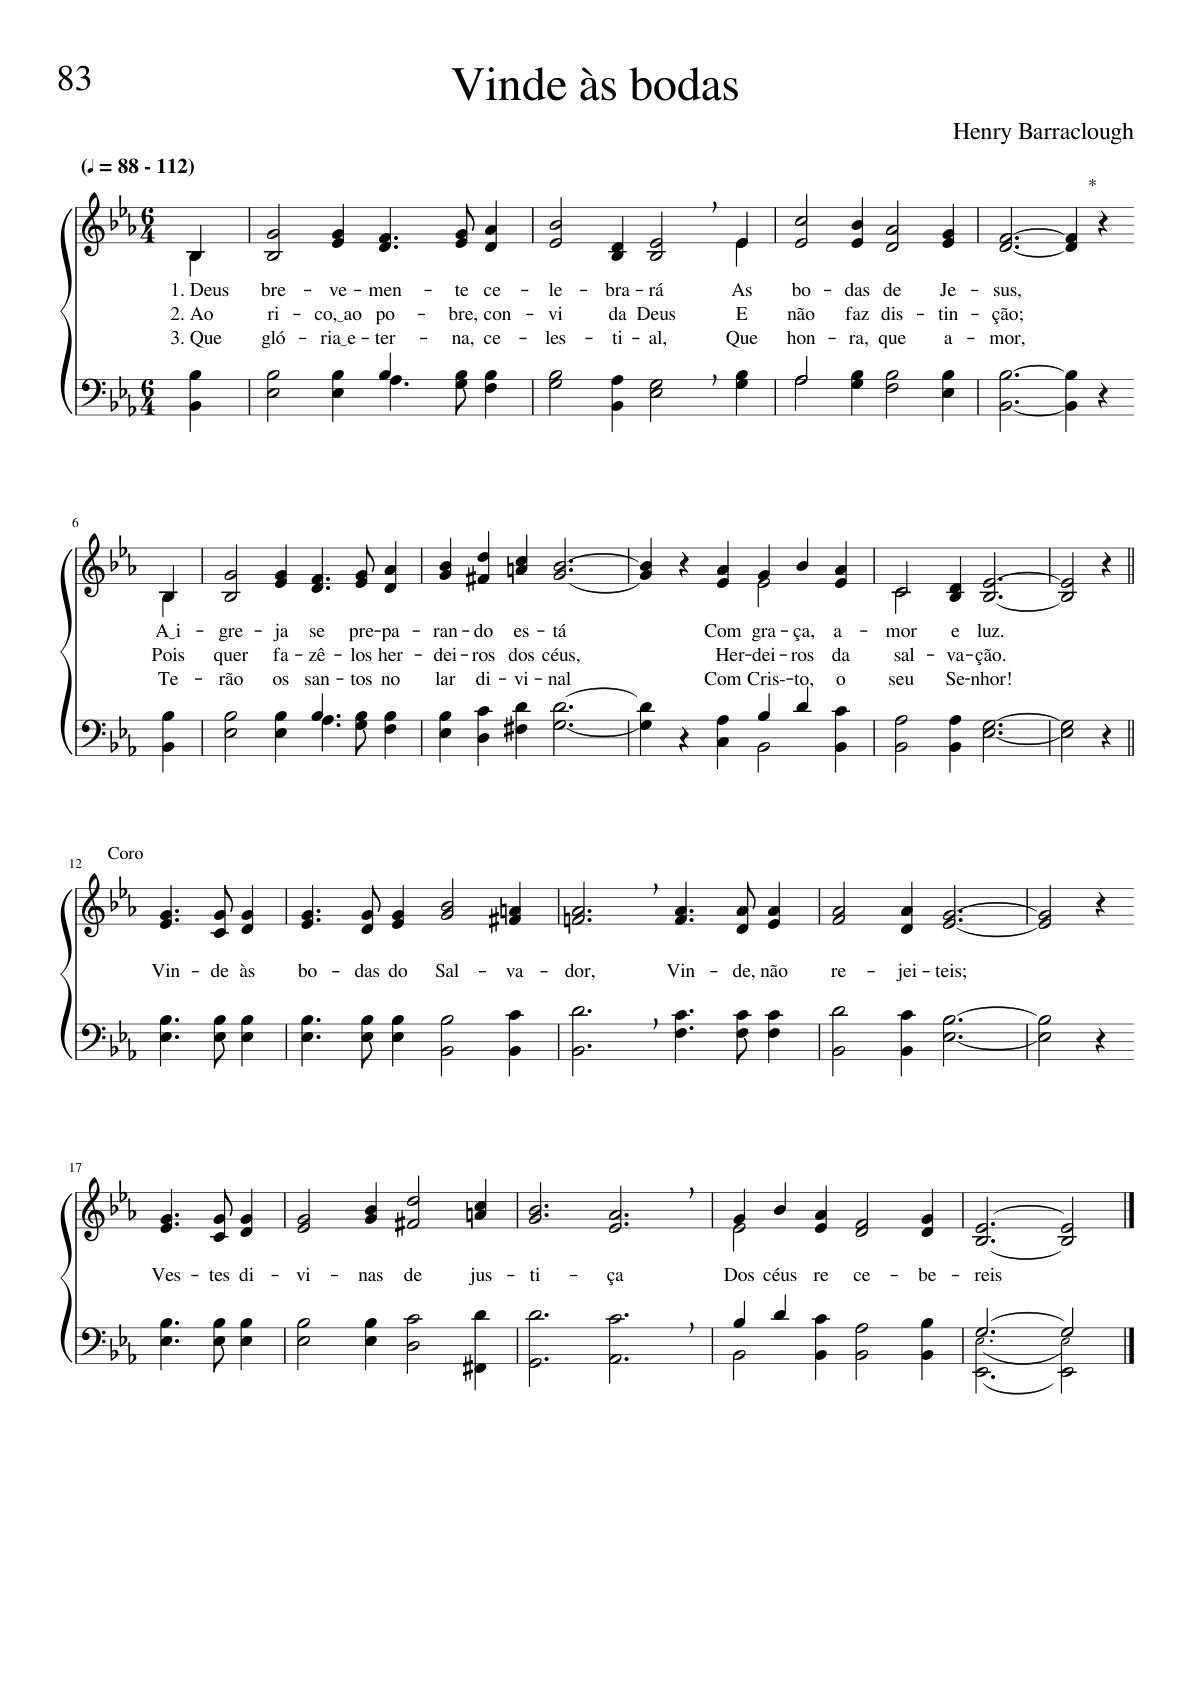 83
Vinde às bodas
Henry Barraclough
(♩ = 88 - 112)
*
6
4
1. Deus bre - ve - men - te ce - le - bra - rá As bo - das de Je - sus,
2. Ao ri - co,‿ao po - bre, con - vi da Deus E não faz dis - tin - ção;
3. Que gló - ria‿e - ter - na, ce - les - ti - al, Que hon - ra, que a - mor,
6
4
6
A‿i - gre - ja se pre - pa - ran - do es - tá Com gra - ça, a - mor e luz.
Pois quer fa - zê - los her - dei - ros dos céus, Her - dei - ros da sal - va - ção.
Te - rão os san - tos no lar di - vi - nal Com Cris- - to, o seu Se - nhor!
12
Coro
Vin - de às bo - das do Sal - va - dor, Vin - de, não re - jei - teis;
17
Ves - tes di - vi - nas de jus - ti - ça Dos céus re ce - be - reis